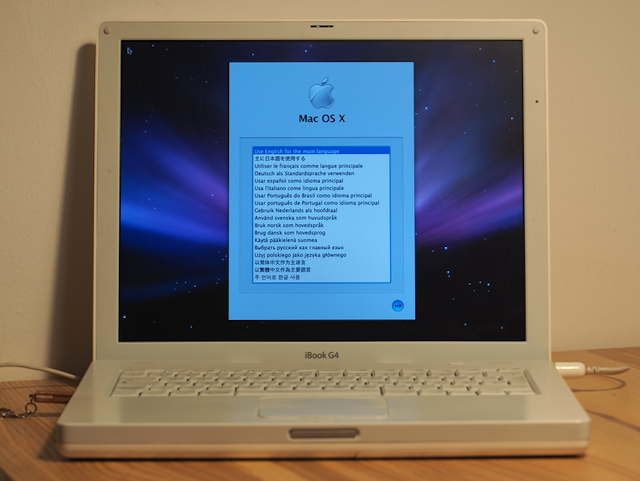 Mac OS X
Use English for the main language
主に日本語を使用する
Utiliser le français comme langue principale
Deutsch als Standardsprache verwenden
Usar español como idioma principal
Usa l'italiano come lingua principale
Usar Português do Brasil como idioma principal
Usar português de Portugal como idioma principal
Gebruik Nederlands als hoofdtaal
Använd svenska som huvudspråk
Bruk norsk som hovedspråk
Brug dansk som hovedsprog
Käytä pääkielenä suomea
Выбрать русский как главный язык
Użyj polskiego jako języka głównego
以简体中文作为主语言
以繁體中文作為主要語言
주 언어로 한글 사용
iBook G4